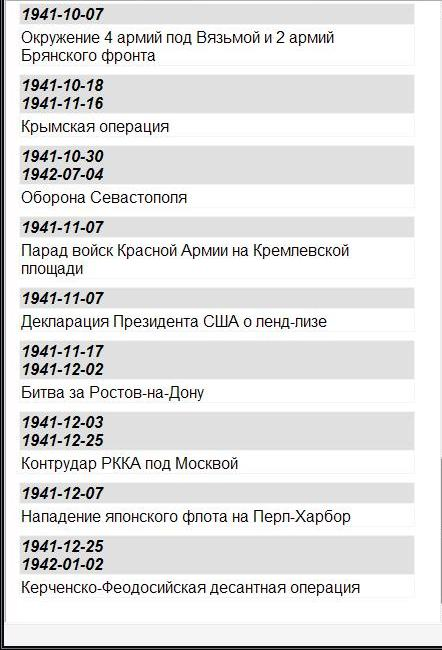 1941-10-07
Окружение 4 армий под Вязьмой и 2 армий
Брянского фронта
1941-10-18
1941-11-16
Крымская операция
1941-10-30
1942-07-04
Оборона Севастополя
1941-11-07
Парад войск Красной Армии на Кремлевской
площади
1941-11-07
Декларация Президента США о ленд-лизе
1941-11-17
1941-12-02
Битва за Ростов-на-Дону
1941-12-03
1941-12-25
Контрудар РККА под Москвой
1941-12-07
Нападение японского флота на Перл-Харбор
1941-12-25
1942-01-02
Керченско-Феодосийская десантная операция